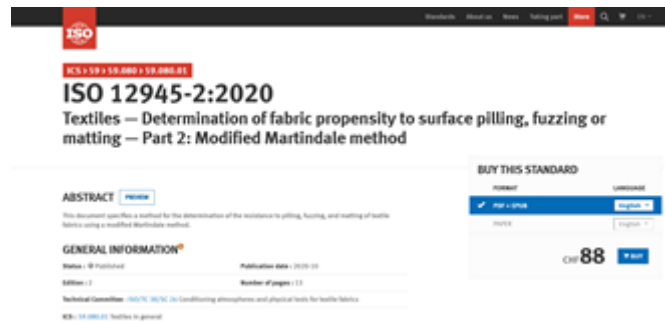 Standards About us News Taking part Store EN
ISO
ICS > 59 > 59.080 > 59.080.01
ISO 12945-2:2020
Textiles — Determination of fabric propensity to surface pilling, fuzzing or
matting — Part 2: Modified Martindale method
BUY THIS STANDARD
FORMAT LANGUAGE
PDF + EPUB English
PAPER English
CHF 88 BUY
ABSTRACT PREVIEW
This document specifies a method for the determination of the resistance to pilling, fuzzing, and matting of textile
fabrics using a modified Martindale method.
GENERAL INFORMATION
Status : Published Publication date : 2020-10
Edition : 2 Number of pages : 13
Technical Committee : ISO/TC 38/SC 24 Conditioning atmospheres and physical tests for textile fabrics
ICS : 59.080.01 Textiles in general